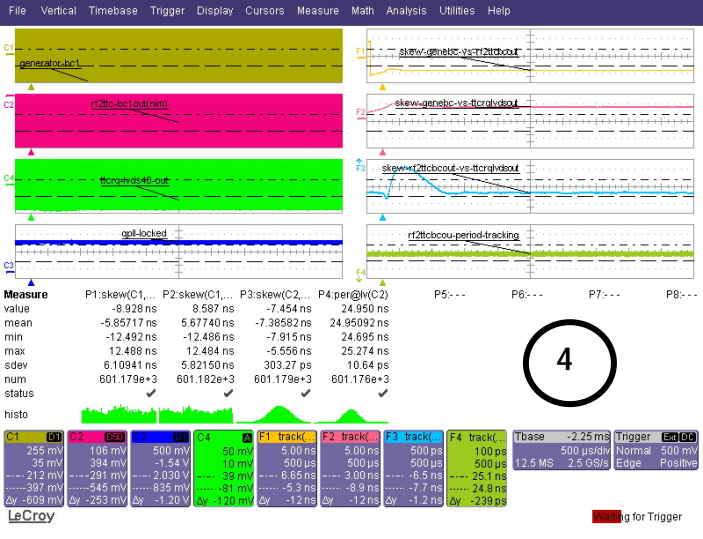 File Vertical Timebase Trigger Display Cursors Measure Math Analysis Utilities Help
C1 generator-bc1
F1 skew-genebc-vs-rf2ttcbcout
C2 rf2ttc-bc1out(nim)
F2 skew-genebc-vs-ttcrqlvdsout
C4 ttcrq-lvds40-out
F3 skew-rf2ttcbcout-vs-ttcrqlvdsout
C3 qpll-locked
F4 rf2ttcbcou-period-tracking
Measure P1:skew(C1,... P2:skew(C1,... P3:skew(C2,... P4:per@lv(C2) P5:- - - P6:- - - P7:- - - P8:- - -
value -8.928 ns 8.587 ns -7.454 ns 24.950 ns
mean -5.85717 ns 5.67740 ns -7.38582 ns 24.95092 ns
min -12.492 ns -12.486 ns -7.915 ns 24.695 ns
max 12.488 ns 12.484 ns -5.556 ns 25.274 ns
sdev 6.10941 ns 5.82150 ns 303.27 ps 10.64 ps
num 601.179e+3 601.182e+3 601.179e+3 601.176e+3
status
histo
4
C1 D1 C2 D50 C4 A F1 track(... F2 track(... F3 track(... F4 track(... Tbase -2.25 ms Trigger Ext DC
255 mV 106 mV 500 mV 50 mV 5.00 ns 5.00 ns 500 ps 100 ps 500 µs/div Normal 500 mV
35 mV 394 mV -1.54 V 10 mV 500 µs 500 µs 500 µs 500 µs 12.5 MS 2.5 GS/s Edge Positive
-212 mV -291 mV 2.030 V 39 mV 6.65 ns 3.00 ns -6.5 ns 25.1 ns
-397 mV -545 mV 835 mV -81 mV -5.3 ns -8.9 ns -7.7 ns 24.8 ns
Δy -609 mV Δy -253 mV Δy -1.20 V Δy -120 mV Δy -12 ns Δy -12 ns Δy -1.2 ns Δy -239 ps
LeCroy
Waiting for Trigger